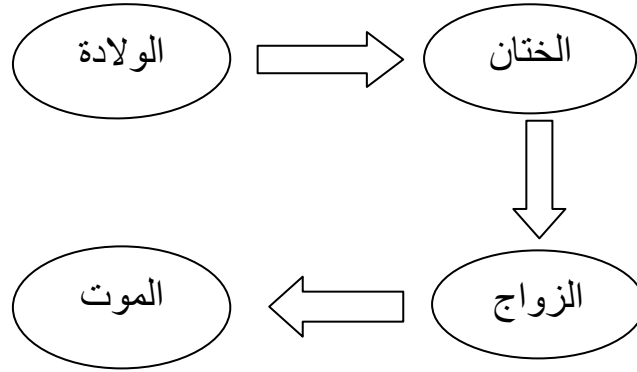 الولادة
الختان
الزواج
الموت